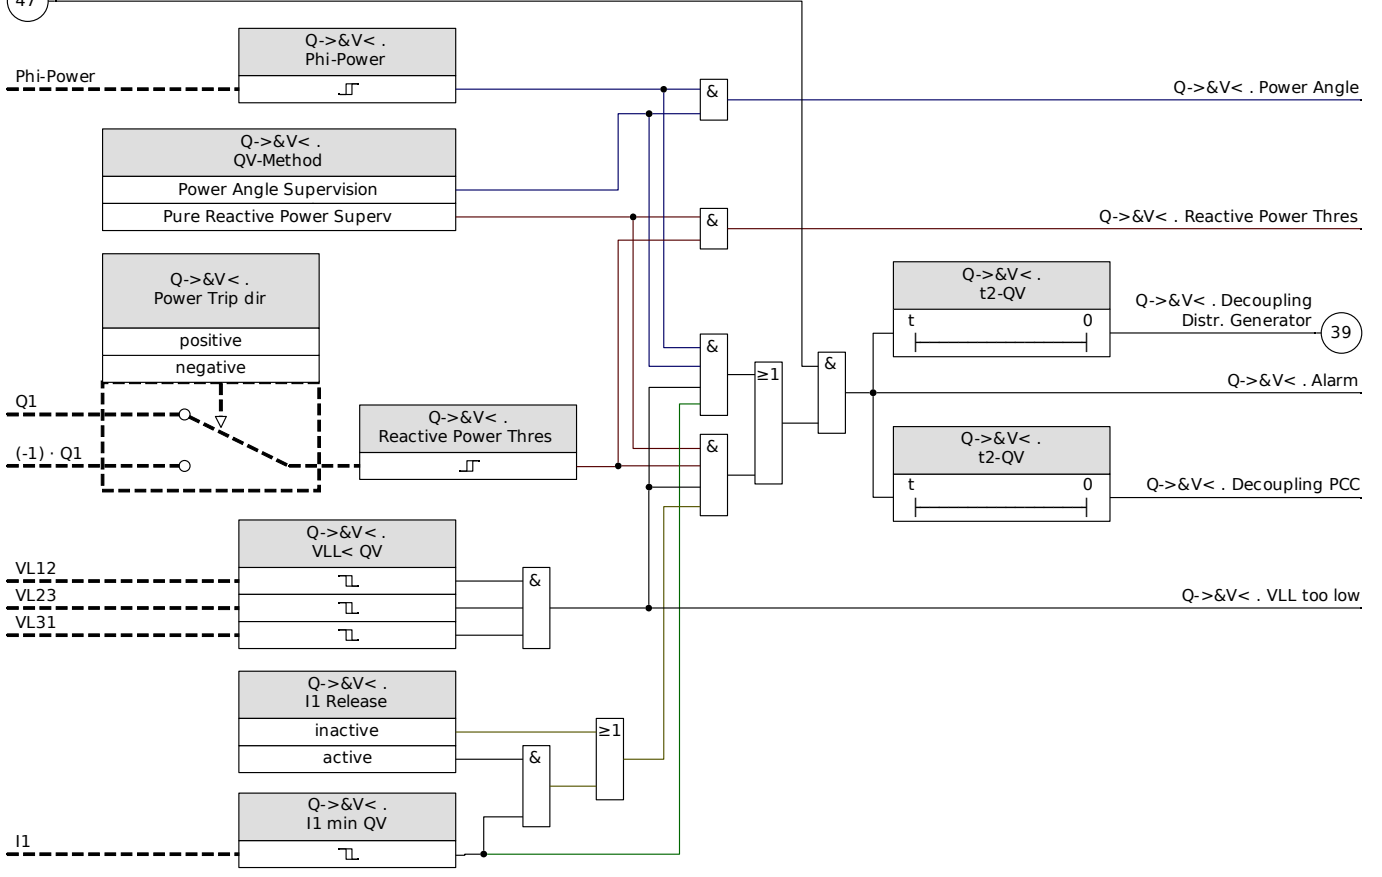 47
Q->&V< .
Phi-Power
Phi-Power
&
Q->&V< . Power Angle
Q->&V< .
QV-Method
Power Angle Supervision
Pure Reactive Power Superv
&
Q->&V< . Reactive Power Thres
Q->&V< .
Power Trip dir
positive
negative
Q->&V< .
t2-QV
t 0
Q->&V< . Decoupling
Distr. Generator
39
&
≥1
&
Q->&V< . Alarm
Q1
(-1) · Q1
Q->&V< .
Reactive Power Thres
&
Q->&V< .
t2-QV
t 0
Q->&V< . Decoupling PCC
Q->&V< .
VLL< QV
VL12
VL23
VL31
&
Q->&V< . VLL too low
Q->&V< .
I1 Release
inactive
active
≥1
&
Q->&V< .
I1 min QV
I1